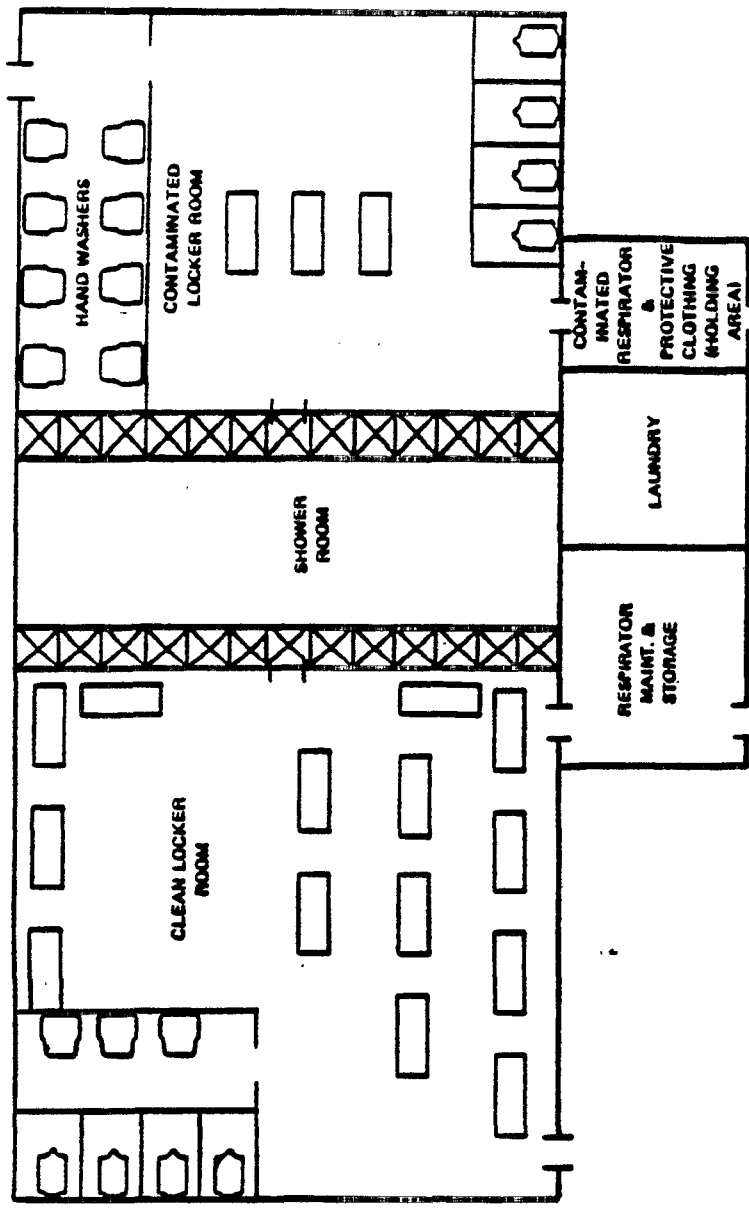 HAND WASHERS
CONTAMINATED
LOCKER ROOM
CONTAM-
INATED
RESPIRATOR
&
PROTECTIVE
CLOTHING
(HOLDING
AREA)
SHOWER
ROOM
LAUNDRY
CLEAN LOCKER
ROOM
RESPIRATOR
MAINT. &
STORAGE